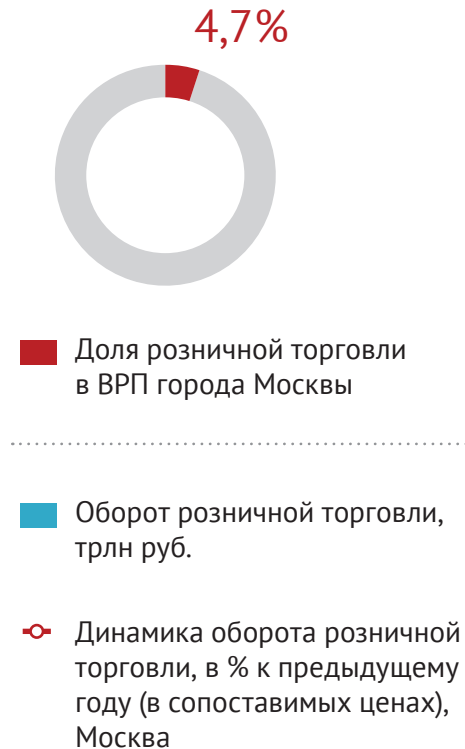 4,7%
Доля розничной торговли
в ВРП города Москвы
Оборот розничной торговли,
трлн руб.
Динамика оборота розничной
торговли, в % к предыдущему
году (в сопоставимых ценах),
Москва